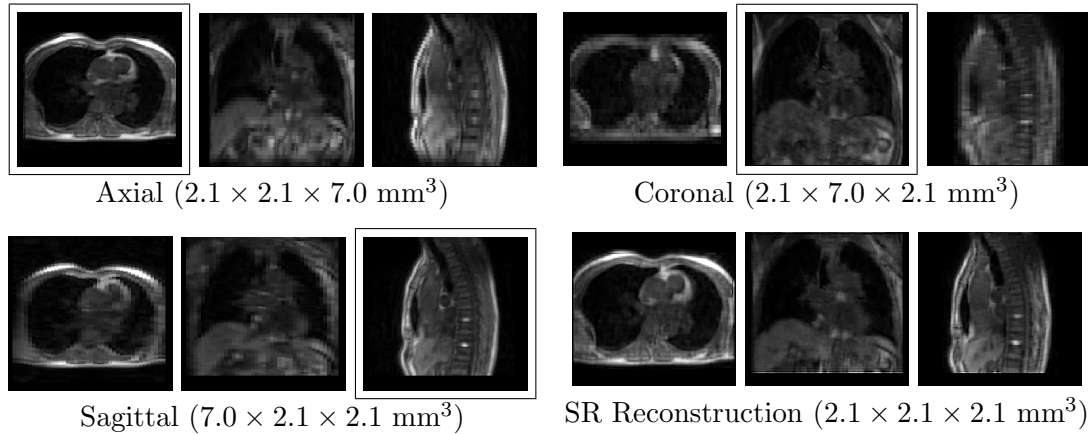 Axial (2.1 × 2.1 × 7.0 mm³)
Coronal (2.1 × 7.0 × 2.1 mm³)
Sagittal (7.0 × 2.1 × 2.1 mm³)
SR Reconstruction (2.1 × 2.1 × 2.1 mm³)